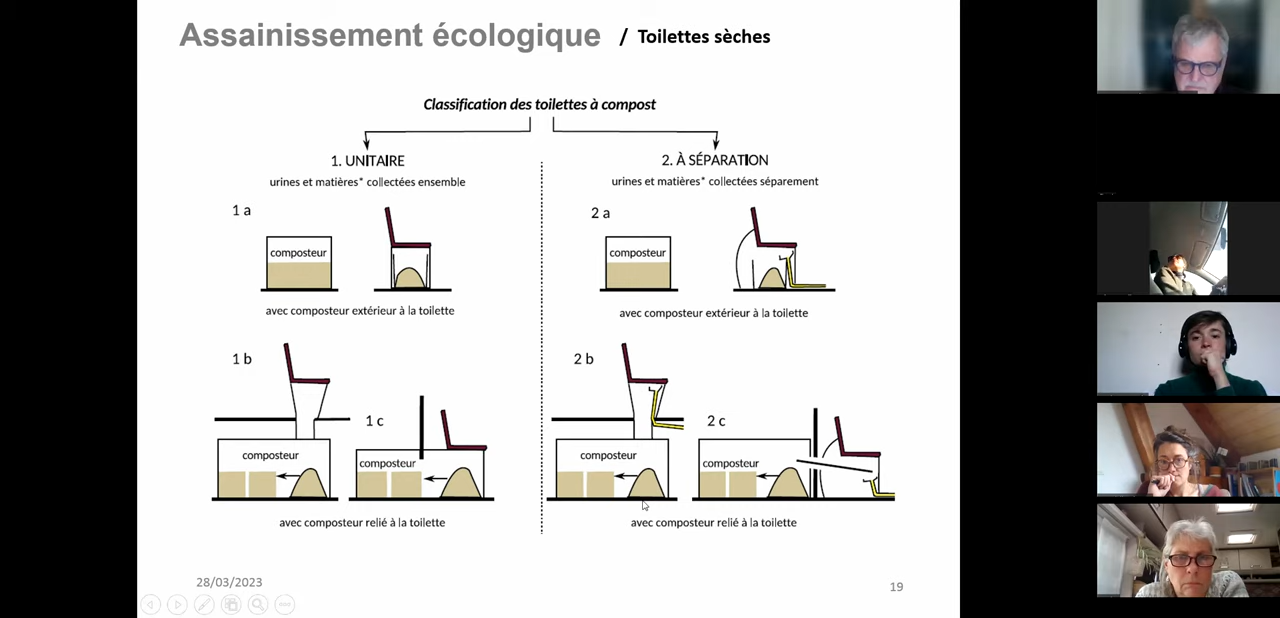 Assainissement écologique / Toilettes sèches
Classification des toilettes à compost
1. UNITAIRE
urines et matières* collectées ensemble
1 a
composteur
avec composteur extérieur à la toilette
1 b
composteur
1 c
composteur
avec composteur relié à la toilette
2. À SÉPARATION
urines et matières* collectées séparement
2 a
composteur
avec composteur extérieur à la toilette
2 b
composteur
2 c
composteur
avec composteur relié à la toilette
28/03/2023
19